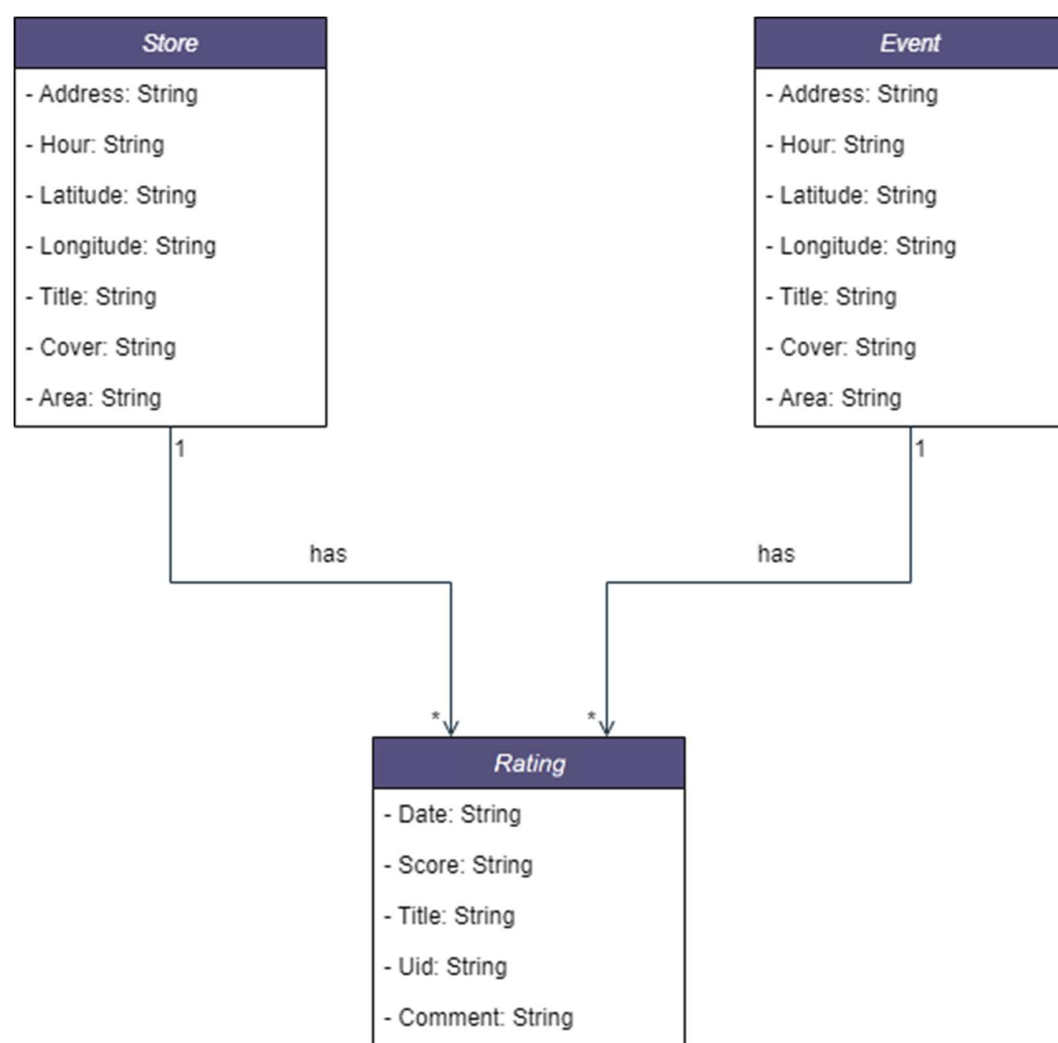 Store
- Address: String
- Hour: String
- Latitude: String
- Longitude: String
- Title: String
- Cover: String
- Area: String
1
has
Event
- Address: String
- Hour: String
- Latitude: String
- Longitude: String
- Title: String
- Cover: String
- Area: String
1
has
*
*
Rating
- Date: String
- Score: String
- Title: String
- Uid: String
- Comment: String